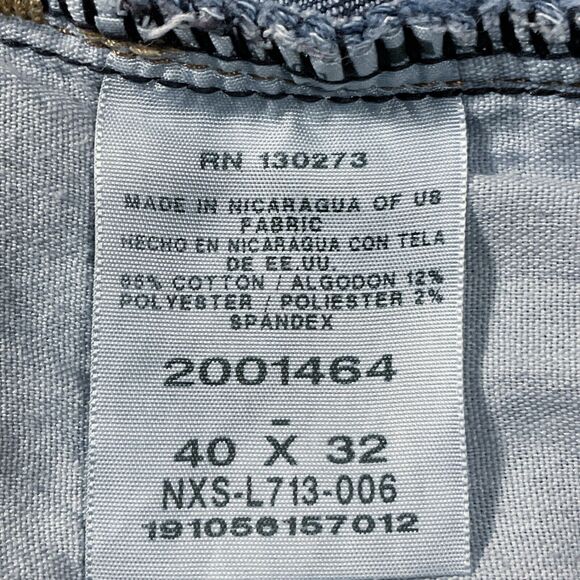 RN 130273
MADE IN NICARAGUA OF US
FABRIC
HECHO EN NICARAGUA CON TELA
DE EE.UU.
86% COTTON / ALGODON 12%
POLYESTER / POLIESTER 2%
SPANDEX
2001464
-
40 X 32
NXS-L713-006
191056157012